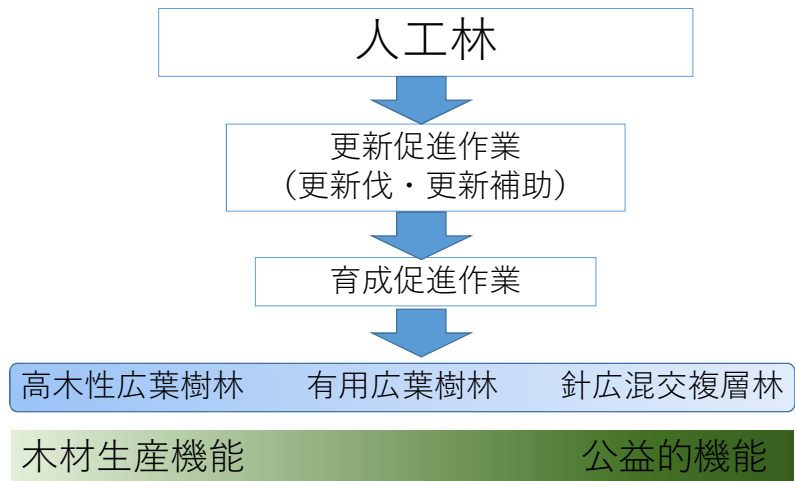 人工林
更新促進作業
（更新伐・更新補助）
育成促進作業
高木性広葉樹林 有用広葉樹林 針広混交複層林
木材生産機能 公益的機能